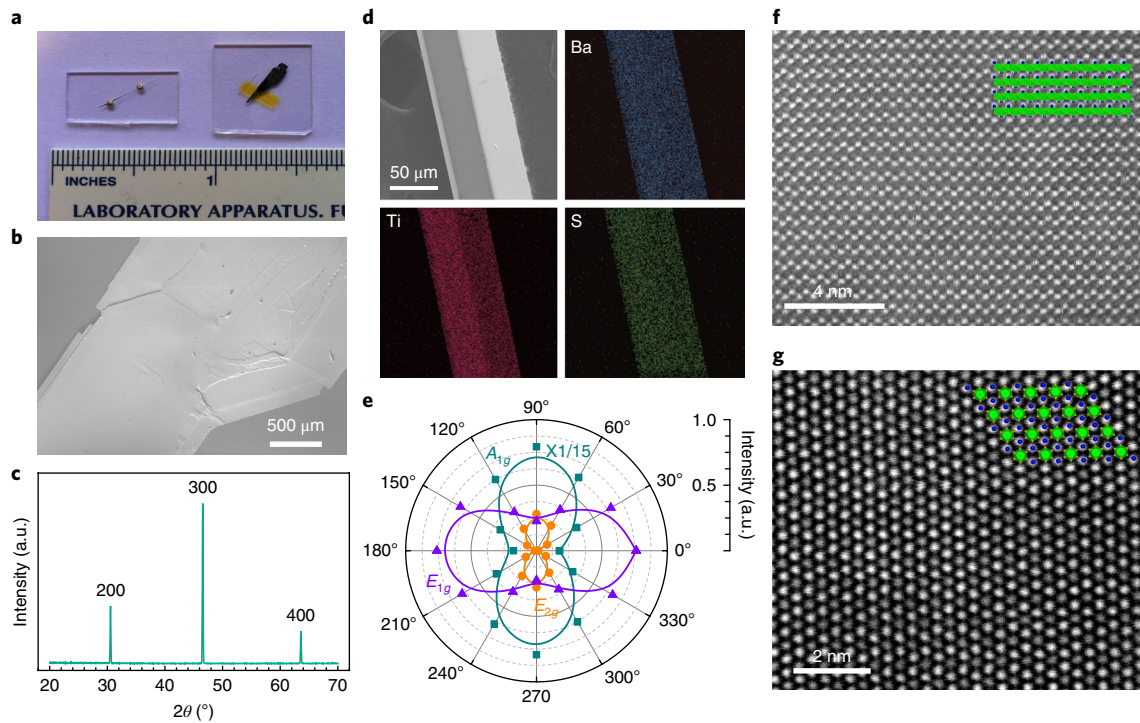 a
INCHES
1
LABORATORY APPARATUS. FU
b
500 μm
c
Intensity (a.u.)
200
300
400
20
30
40
50
60
70
2θ (°)
d
50 μm
Ba
Ti
S
e
90°
120°
60°
150°
30°
180°
0°
210°
330°
240°
300°
270
A1g
X1/15
E1g
E2g
1.0
0.5
0
Intensity (a.u.)
f
4 nm
g
2 nm